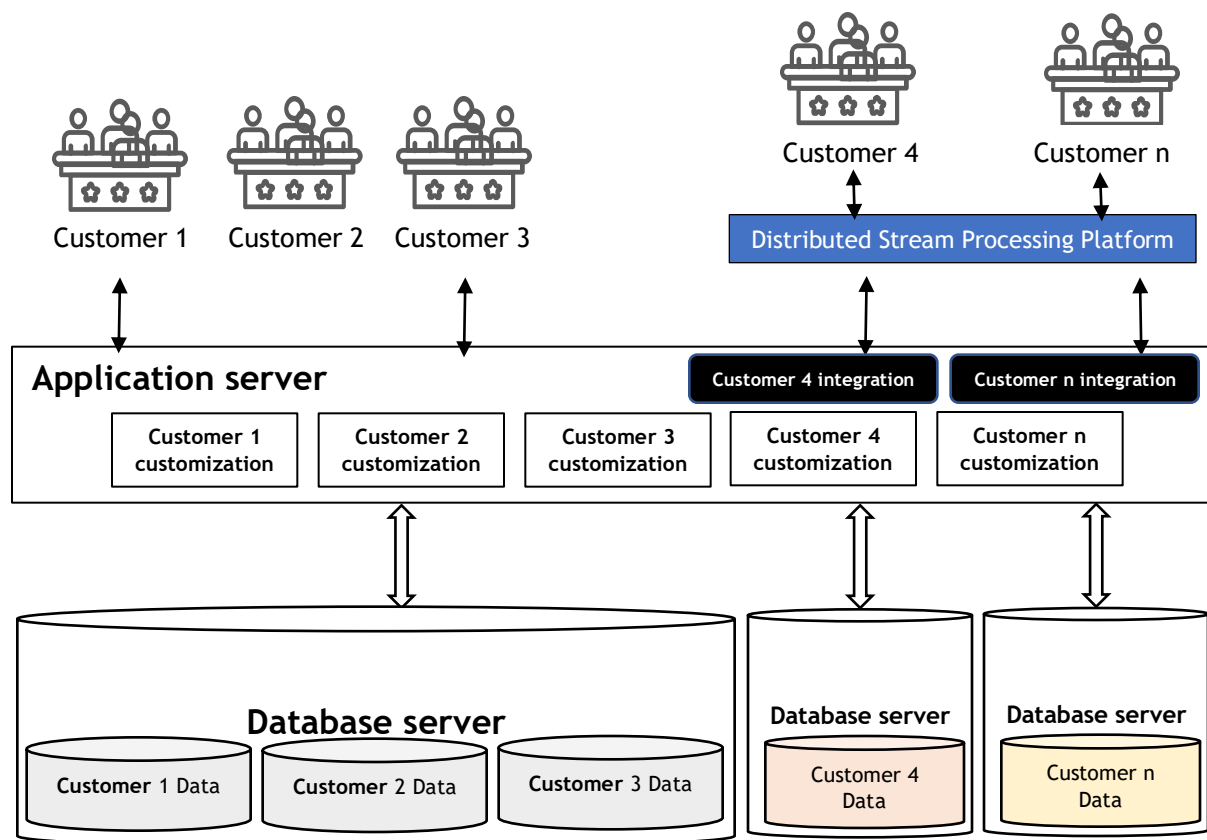 Customer 4
Customer n
Customer 1
Customer 2
Customer 3
Distributed Stream Processing Platform
Application server
Customer 4 integration
Customer n integration
Customer 1
customization
Customer 2
customization
Customer 3
customization
Customer 4
customization
Customer n
customization
Database server
Customer 1 Data
Customer 2 Data
Customer 3 Data
Database server
Customer 4
Data
Database server
Customer n
Data